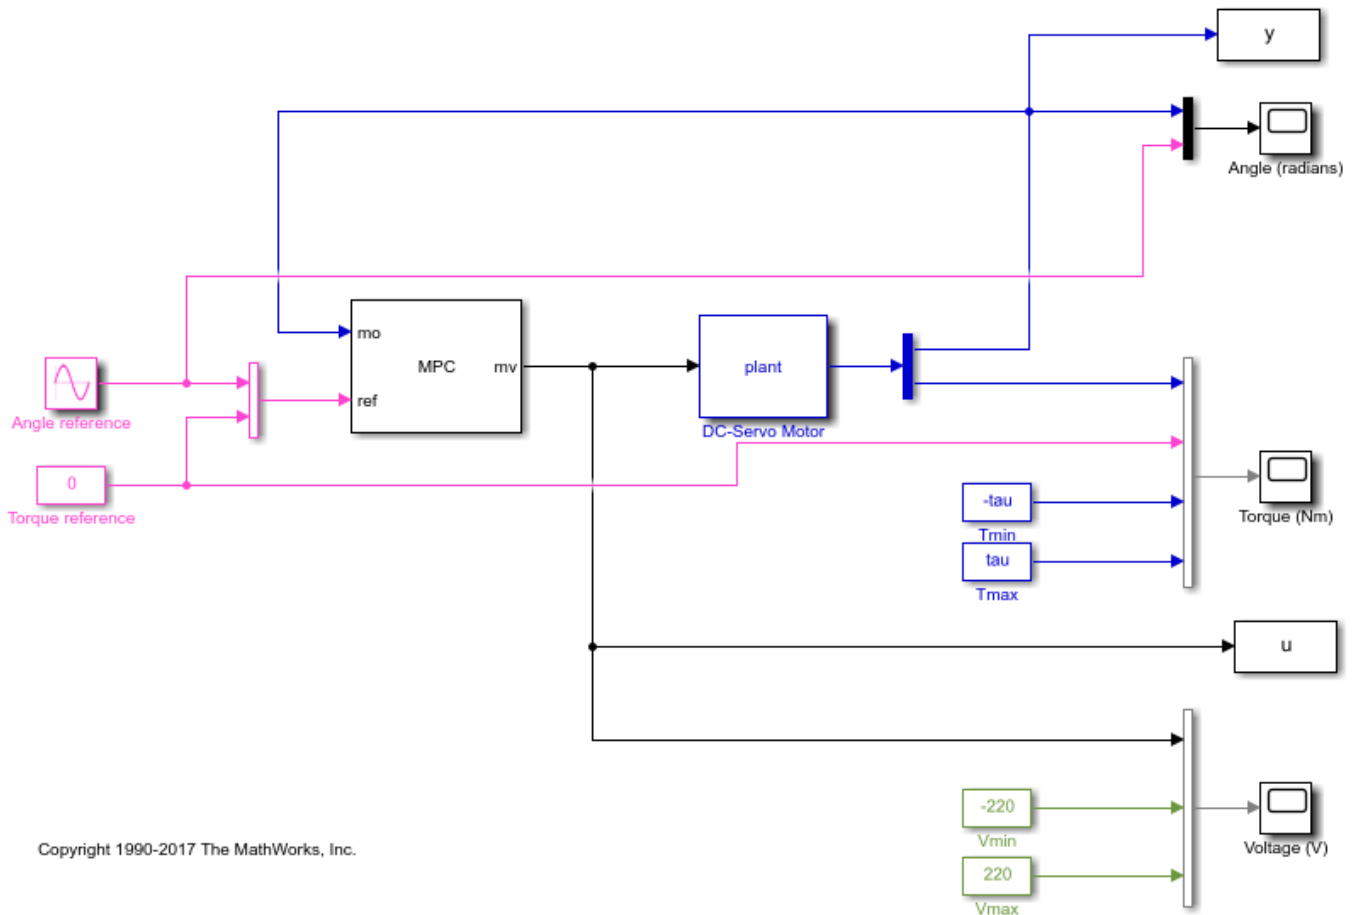 y
Angle (radians)
mo
MPC
mv
ref
plant
DC-Servo Motor
Angle reference
0
Torque reference
-tau
Tmin
tau
Tmax
Torque (Nm)
u
-220
Vmin
220
Vmax
Voltage (V)
Copyright 1990-2017 The MathWorks, Inc.